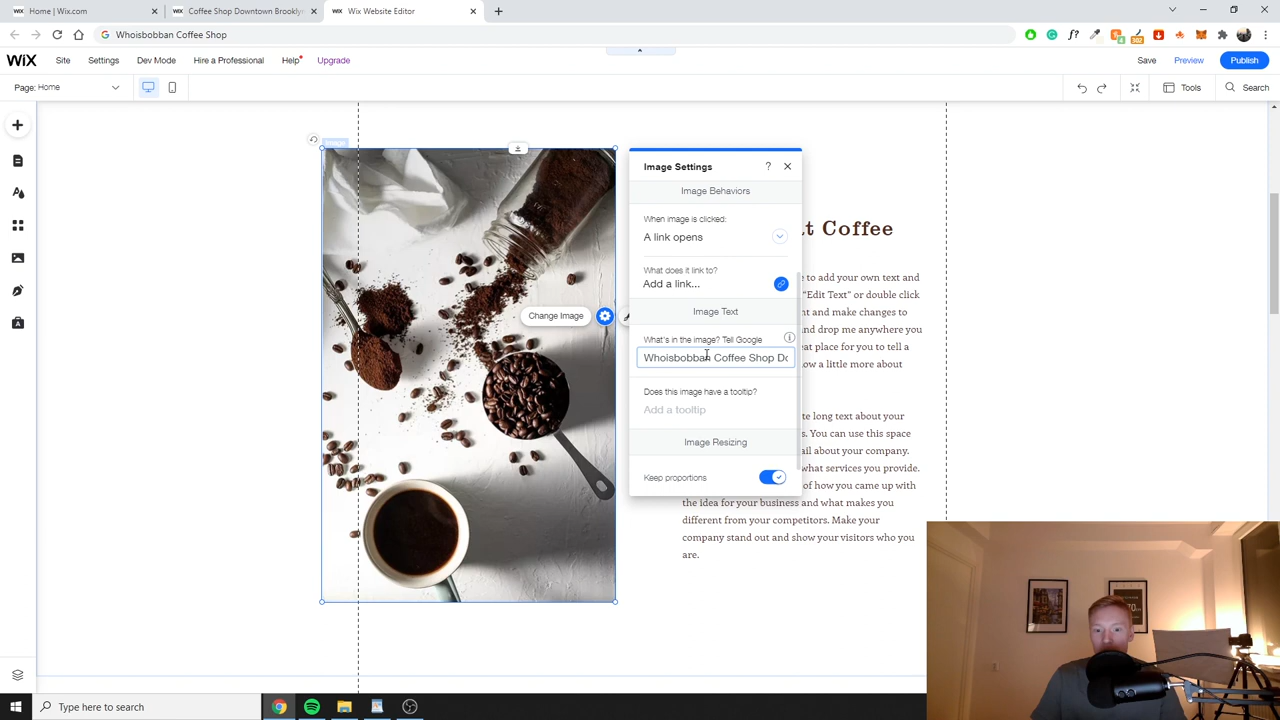 Home | Wix.com
Coffee Shop Downtown Brooklyn
Wix Website Editor
Whoisbobban Coffee Shop
WiX
Site
Settings
Dev Mode
Hire a Professional
Help
Upgrade
Save
Preview
Publish
Page: Home
Tools
Search
Image Settings
?
Image Behaviors
When image is clicked:
A link opens
What does it link to?
Add a link...
Image Text
What's in the image? Tell Google
Whoisbobban Coffee Shop Do
Does this image have a tooltip?
Add a tooltip
Image Resizing
Keep proportions
Change Image
t Coffee
e to add your own text and
"Edit Text" or double click
nt and make changes to
and drop me anywhere you
eat place for you to tell a
ow a little more about
te long text about your
s. You can use this space
ail about your company.
what services you provide.
of how you came up with
the idea for your business and what makes you
different from your competitors. Make your
company stand out and show your visitors who you
are.
Type here to search